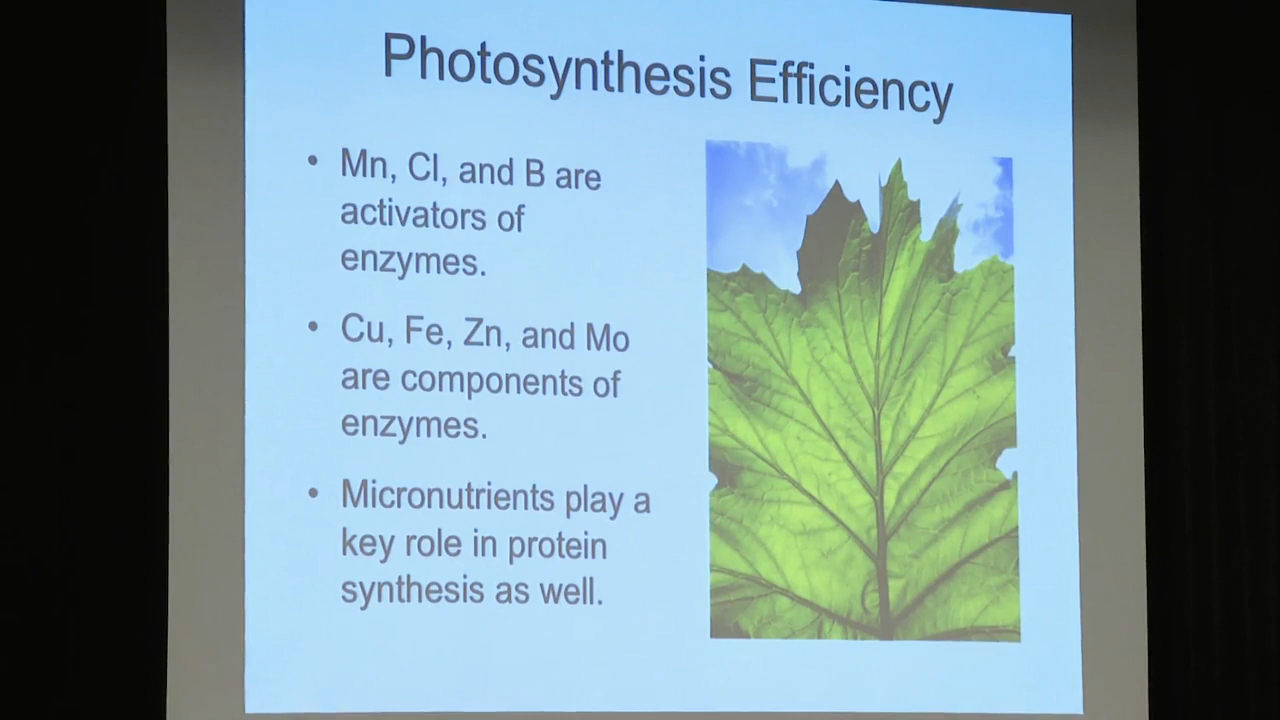 Photosynthesis Efficiency
• Mn, Cl, and B are
activators of
enzymes.
• Cu, Fe, Zn, and Mo
are components of
enzymes.
• Micronutrients play a
key role in protein
synthesis as well.